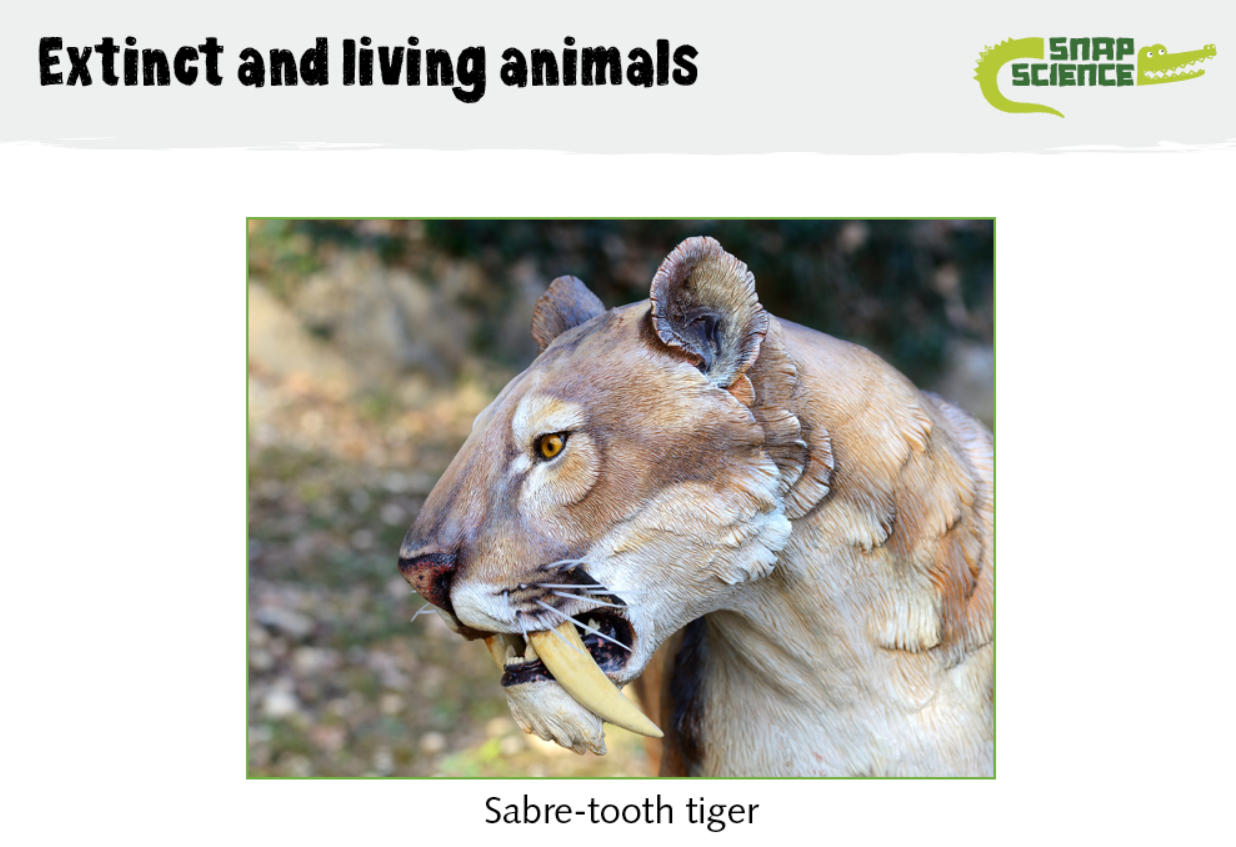 Extinct and living animals
SNAP
SCIENCE
Sabre-tooth tiger